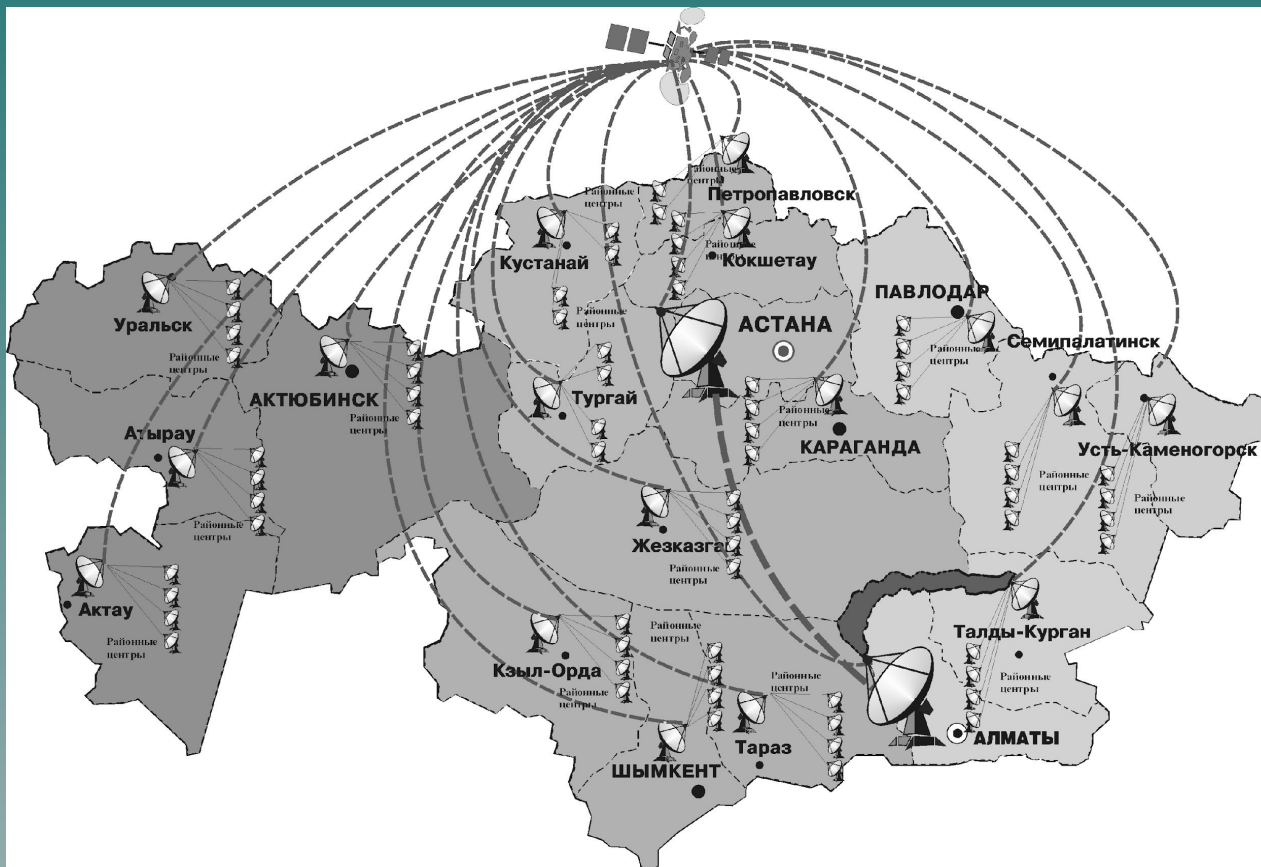 Районные
центры
Петропавловск
Районные
центры
Кустанай
Районные
Кокшетау
ПАВЛОДАР
Уральск
Районные
центры
АСТАНА
Районные
центры
Районные
центры
Семипалатинск
АКТЮБИНСК
Районные
центры
Тургай
Районные
центры
КАРАГАНДА
Атырау
Усть-Каменогорск
Районные
центры
Районные
центры
Районные
центры
Жезказга
Районные
центры
Актау
Районные
центры
Районные
центры
Талды-Курган
Кзыл-Орда
Районные
центры
Районные
центры
Районные
центры
Тараз
АЛМАТЫ
ШЫМКЕНТ